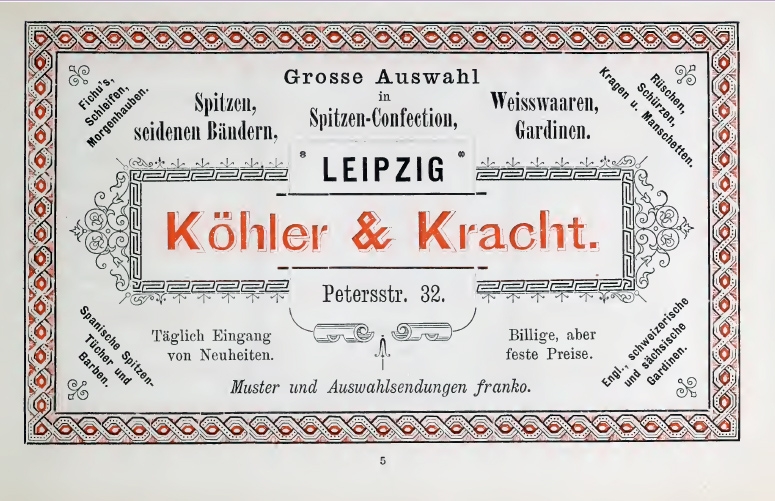 Grosse Auswahl
in
Fichu's,
Schleifen,
Morgenhauben.
Spitzen,
seidenen Bändern,
Spitzen-Confection,
Weisswaaren,
Gardinen.
Rüschen,
Schürzen,
Kragen u. Manschetten.
LEIPZIG
Köhler & Kracht.
Petersstr. 32.
Spanische Spitzen-
Tücher und
Barben.
Täglich Eingang
von Neuheiten.
Billige, aber
feste Preise.
Engl., schweizerische
und sächsische
Gardinen.
Muster und Auswahlsendungen franko.
5